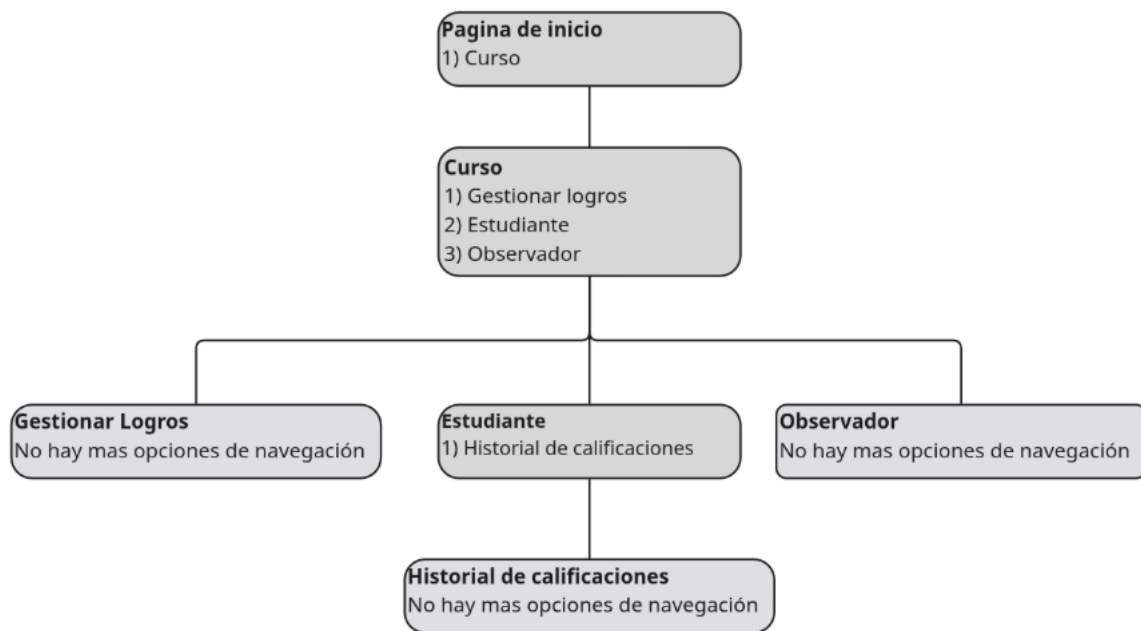 Pagina de inicio
1) Curso
Curso
1) Gestionar logros
2) Estudiante
3) Observador
Gestionar Logros
No hay mas opciones de navegación
Estudiante
1) Historial de calificaciones
Observador
No hay mas opciones de navegación
Historial de calificaciones
No hay mas opciones de navegación